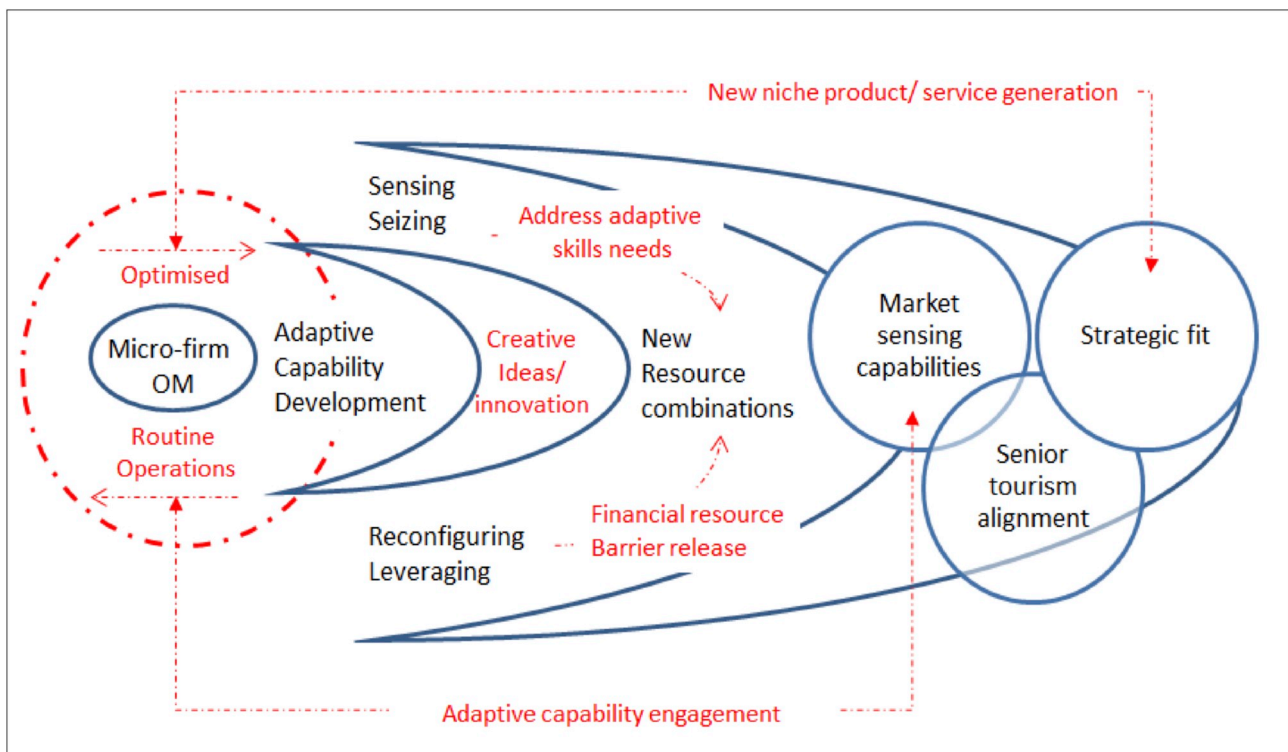 New niche product/ service generation
Sensing
Seizing
Address adaptive
skills needs
Optimised
Micro-firm
OM
Routine
Operations
Adaptive
Capability
Development
Creative
Ideas/
innovation
New
Resource
combinations
Market
sensing
capabilities
Strategic fit
Senior
tourism
alignment
Reconfiguring
Leveraging
Financial resource
Barrier release
Adaptive capability engagement